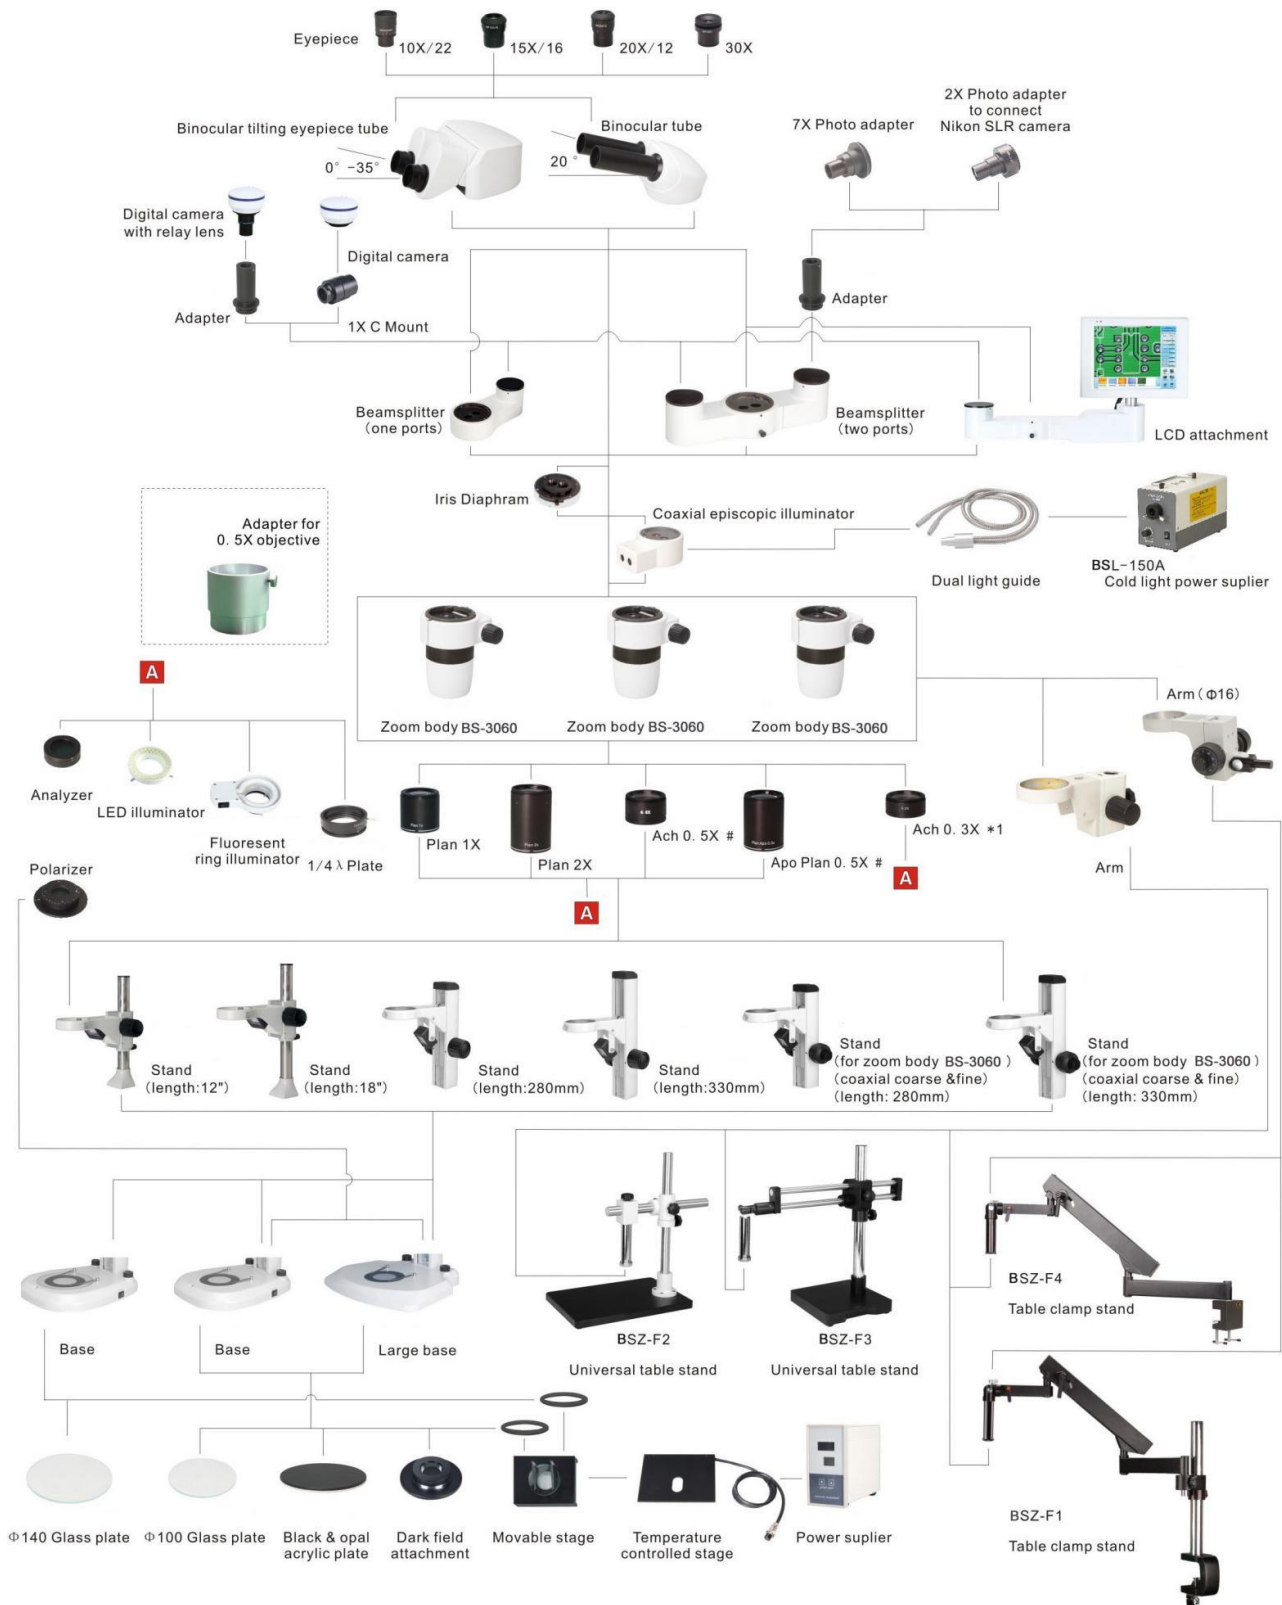 Eyepiece
10X/22
15X/16
20X/12
30X
Binocular tilting eyepiece tube
0° -35°
Binocular tube
20°
7X Photo adapter
2X Photo adapter
to connect
Nikon SLR camera
Digital camera
with relay lens
Digital camera
Adapter
1X C Mount
Adapter
Beamsplitter
(one ports)
Beamsplitter
(two ports)
LCD attachment
Iris Diaphram
Coaxial episcopic illuminator
Dual light guide
BSL-150A
Cold light power suplier
Adapter for
0. 5X objective
A
Zoom body BS-3060
Zoom body BS-3060
Zoom body BS-3060
Arm (Φ16)
Analyzer
LED illuminator
Fluoresent
ring illuminator
1/4 λ Plate
Plan 1X
Plan 2X
Ach 0. 5X #
Apo Plan 0. 5X #
Ach 0. 3X *1
Arm
A
A
Polarizer
Stand
(length:12")
Stand
(length:18")
Stand
(length:280mm)
Stand
(length:330mm)
Stand
(for zoom body BS-3060 )
(coaxial coarse &fine)
(length: 280mm)
Stand
(for zoom body BS-3060)
(coaxial coarse & fine)
(length: 330mm)
Base
Base
Large base
BSZ-F2
Universal table stand
BSZ-F3
Universal table stand
BSZ-F4
Table clamp stand
BSZ-F1
Table clamp stand
Φ140 Glass plate
Φ100 Glass plate
Black & opal
acrylic plate
Dark field
attachment
Movable stage
Temperature
controlled stage
Power suplier